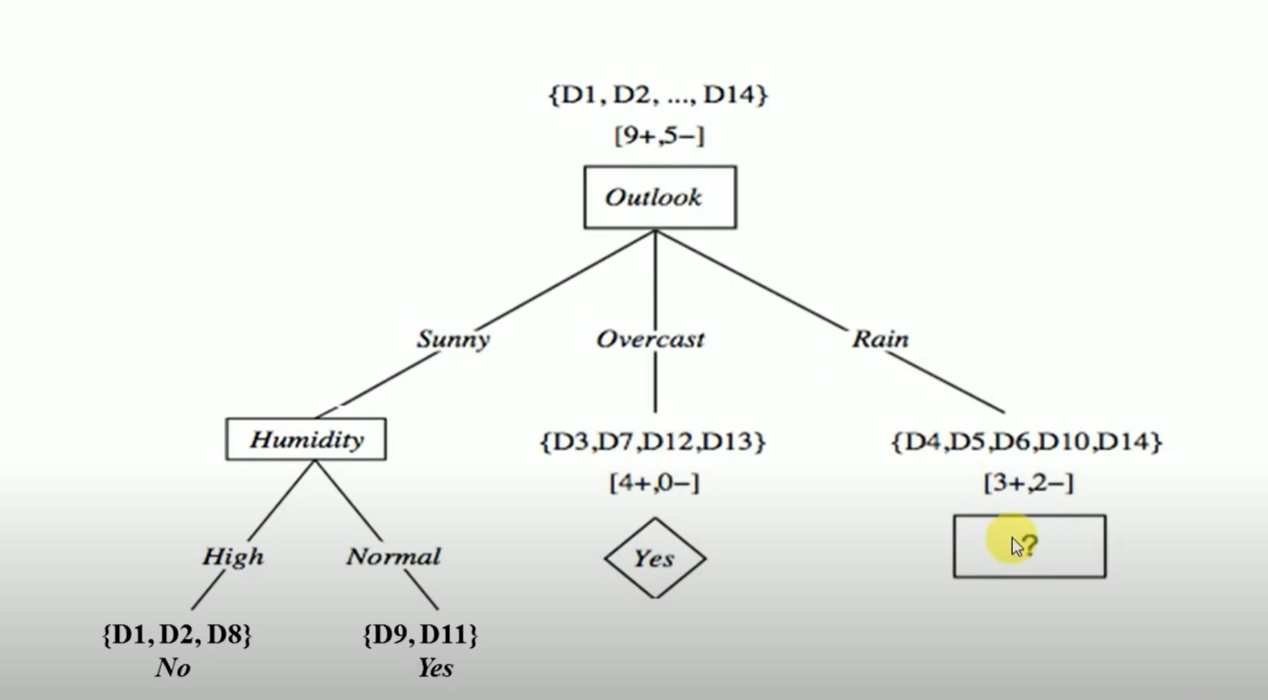 {D1, D2, ..., D14}
[9+,5−]
Outlook
Sunny
Overcast
Rain
Humidity
{D3,D7,D12,D13}
{D4,D5,D6,D10,D14}
[4+,0−]
[3+,2−]
?
Yes
High
Normal
{D1, D2, D8}
{D9, D11}
No
Yes